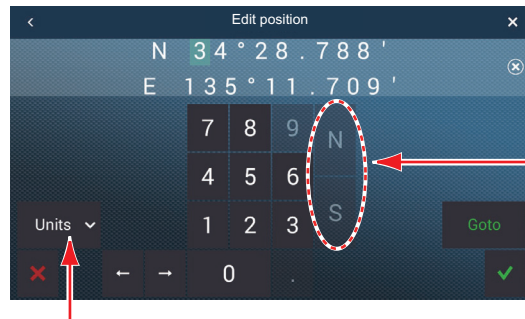 Edit position
N 34°28.788'
E 135°11.709'
7 8 9 N
4 5 6
Units 1 2 3 S Goto
← → 0 .